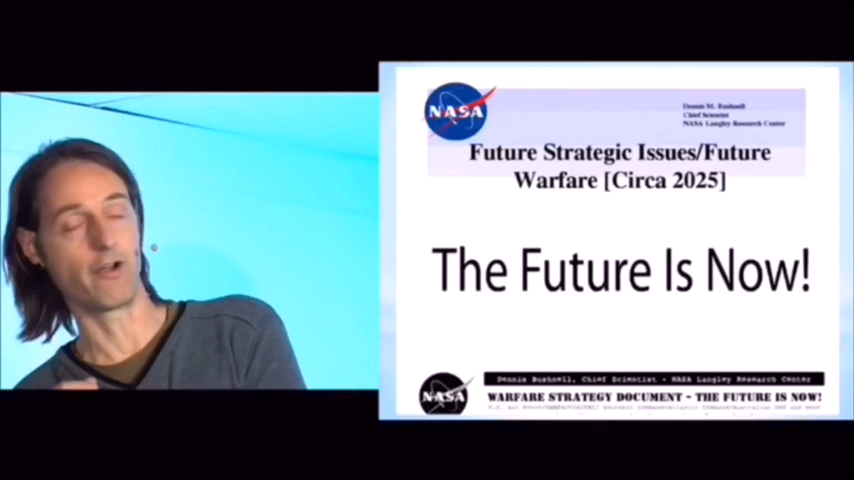 NASA
Dennis M. Bushnell
Chief Scientist
NASA Langley Research Center
Future Strategic Issues/Future
Warfare [Circa 2025]
The Future Is Now!
NASA
Dennis Bushnell, Chief Scientist - NASA Langley Research Center
WARFARE STRATEGY DOCUMENT - THE FUTURE IS NOW!